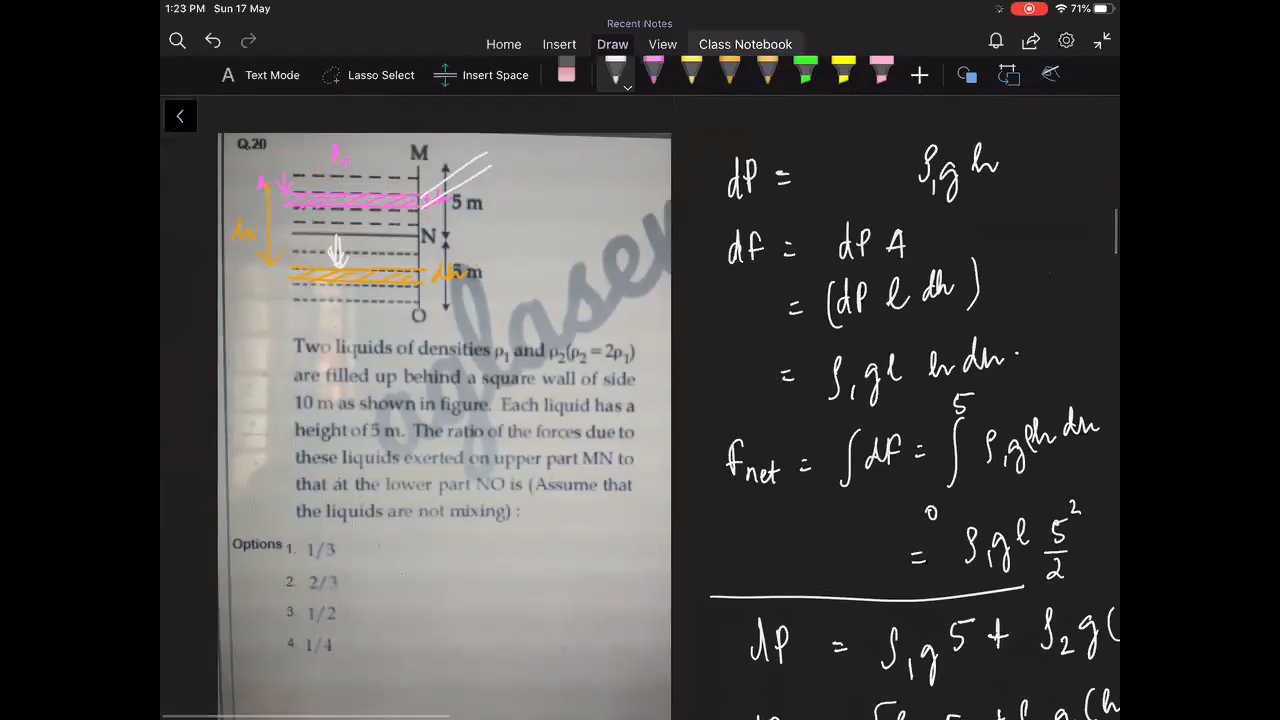 1:23 PM Sun 17 May
71%
Recent Notes
Home Insert Draw View Class Notebook
Text Mode Lasso Select Insert Space
Q.20
ρ₁
M
h
5 m
N
h
dh
5 m
O
Two liquids of densities ρ₁ and ρ₂(ρ₂ = 2ρ₁)
are filled up behind a square wall of side
10 m as shown in figure. Each liquid has a
height of 5 m. The ratio of the forces due to
these liquids exerted on upper part MN to
that at the lower part NO is (Assume that
the liquids are not mixing) :
Options 1. 1/3
2. 2/3
3. 1/2
4. 1/4
dP = ρ₁gh
dF = dP A
= (dP l dh)
= ρ₁gl h dh.
Fnet = ∫dF = ∫₀⁵ ρ₁glh dh
= ρ₁gl 5²/2
dP = ρ₁g5 + ρ₂g(